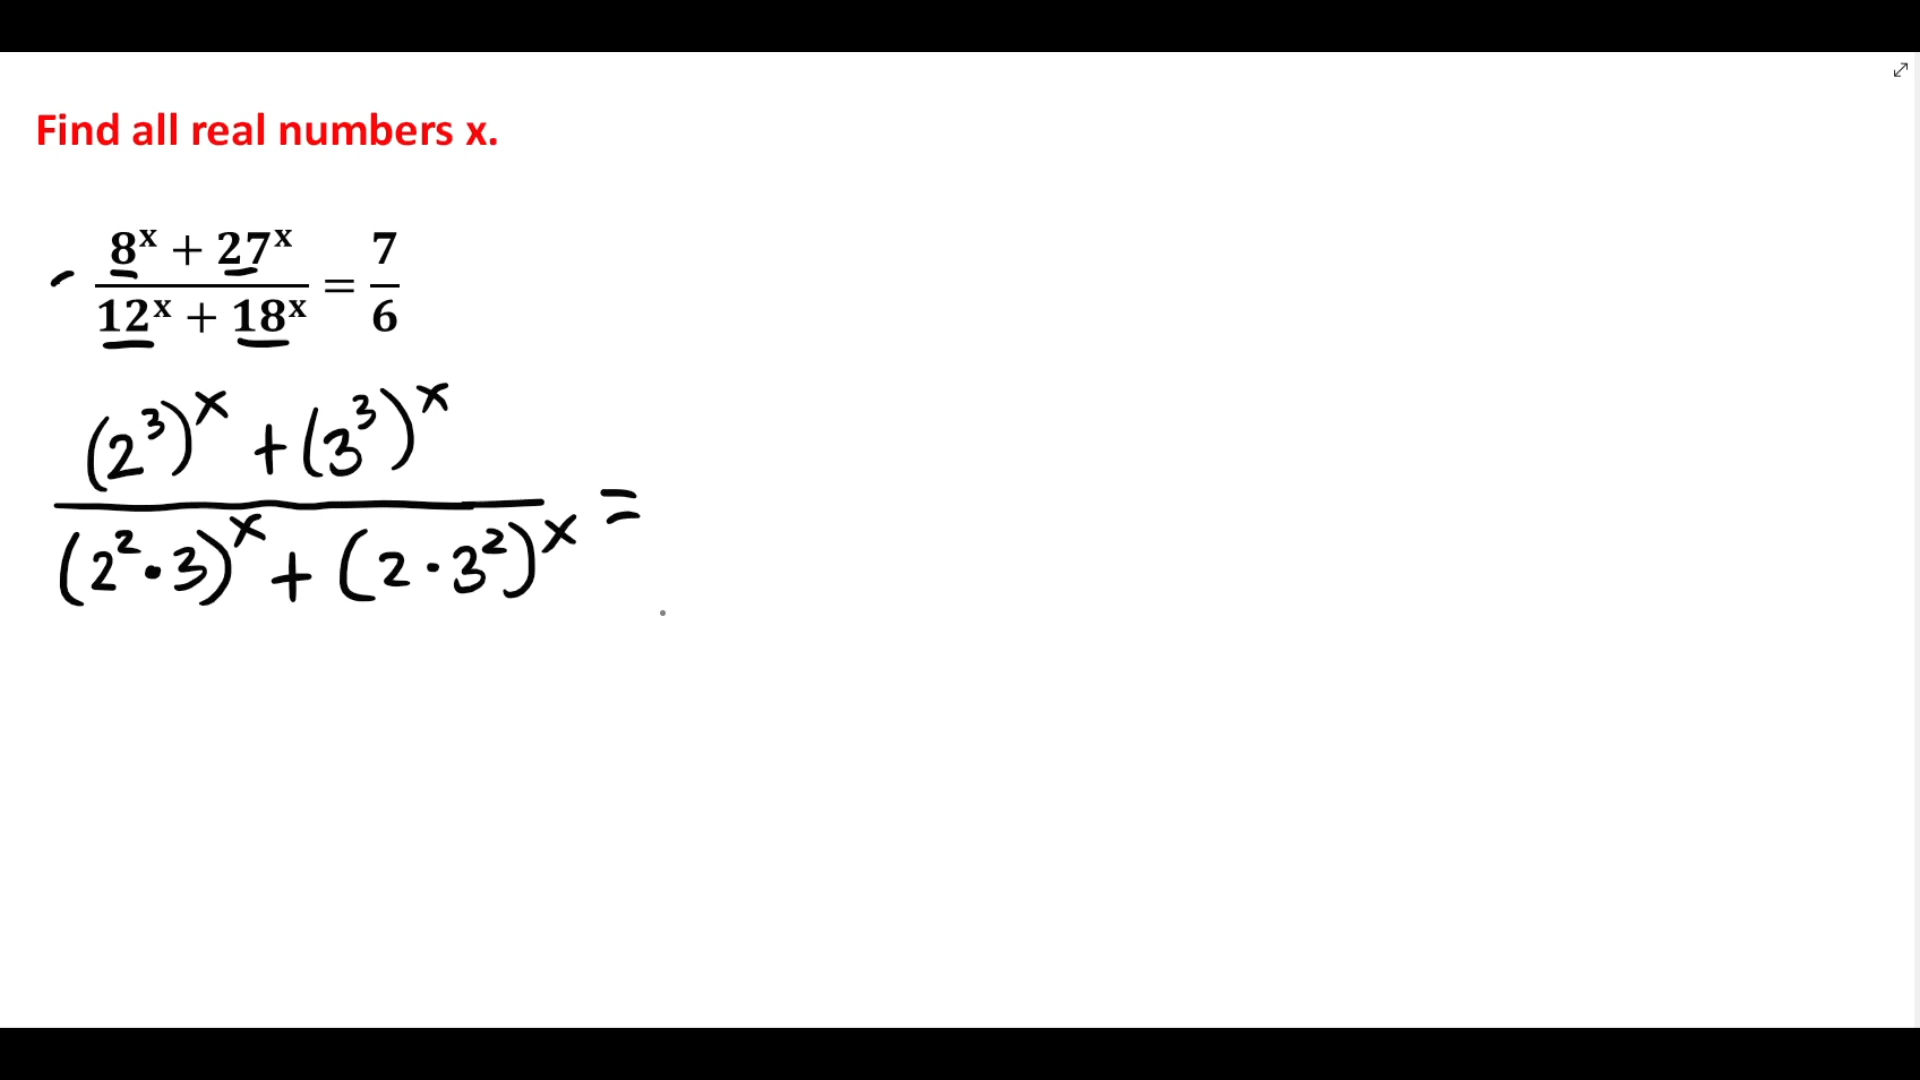 Find all real numbers x.
8^x + 27^x / 12^x + 18^x = 7/6
(2^3)^x + (3^3)^x / (2^2 · 3)^x + (2 · 3^2)^x =